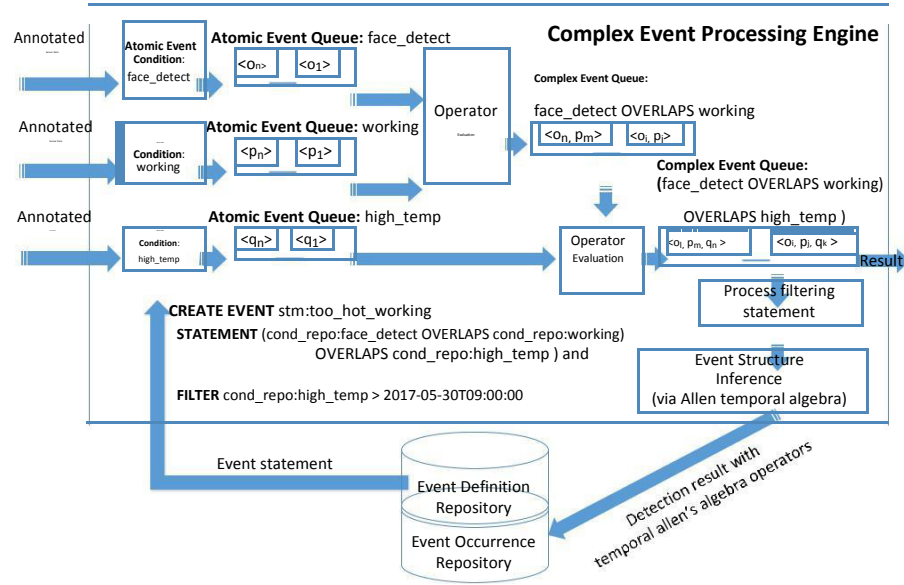 Complex Event Processing Engine
Annotated
Atomic Event
Condition:
face_detect
Atomic Event Queue: face_detect
<on> <o1>
Operator
Evaluation
Complex Event Queue:
face_detect OVERLAPS working
<on, pm> <oi, pj>
Annotated
Condition:
working
Atomic Event Queue: working
<pn> <p1>
Complex Event Queue:
(face_detect OVERLAPS working)
OVERLAPS high_temp )
<ol, pm, qn > <oi, pj, qk >
Annotated
Condition:
high_temp
Atomic Event Queue: high_temp
<qn> <q1>
Operator
Evaluation
Result
Process filtering
statement
CREATE EVENT stm:too_hot_working
STATEMENT (cond_repo:face_detect OVERLAPS cond_repo:working)
OVERLAPS cond_repo:high_temp ) and
FILTER cond_repo:high_temp > 2017-05-30T09:00:00
Event Structure
Inference
(via Allen temporal algebra)
Event statement
Event Definition
Repository
Event Occurrence
Repository
Detection result with
temporal allen's algebra operators